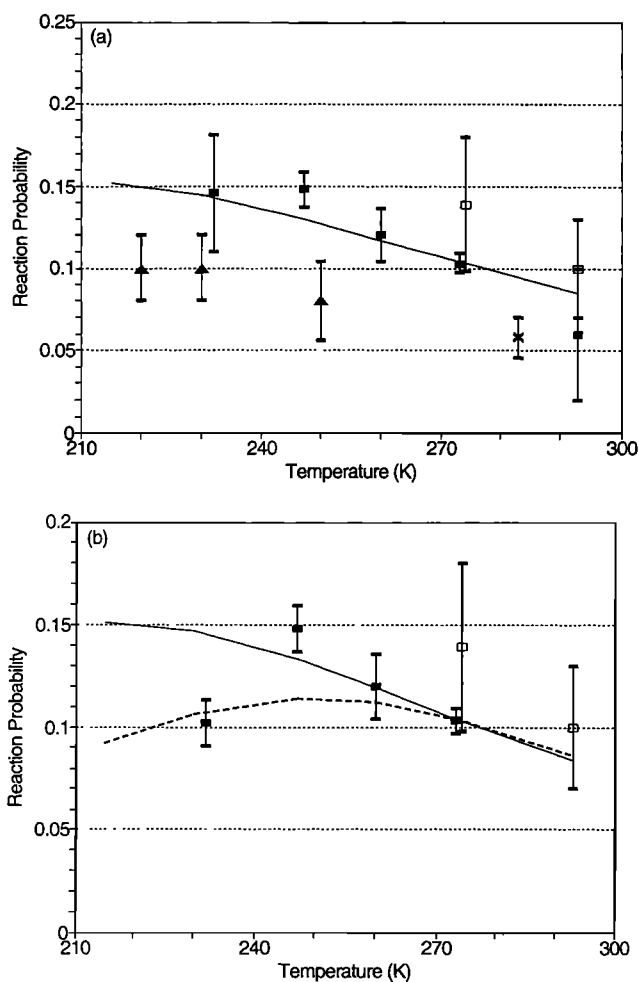 (a)
0.25
0.2
0.15
0.1
0.05
0
Reaction Probability
210 240 270 300
Temperature (K)
(b)
0.2
0.15
0.1
0.05
0
Reaction Probability
210 240 270 300
Temperature (K)